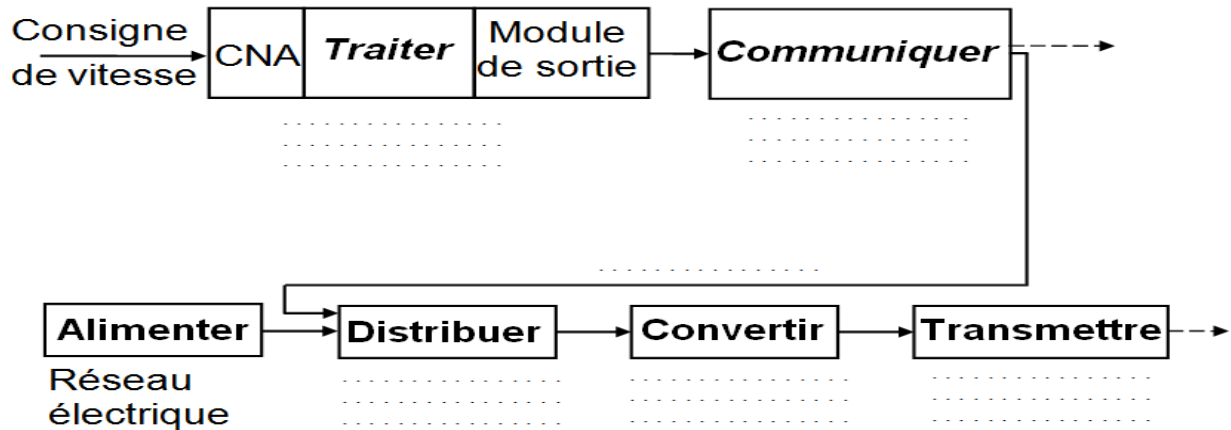 Consigne
de vitesse
CNA
Traiter
Module
de sortie
Communiquer
Alimenter
Distribuer
Convertir
Transmettre
Réseau
électrique